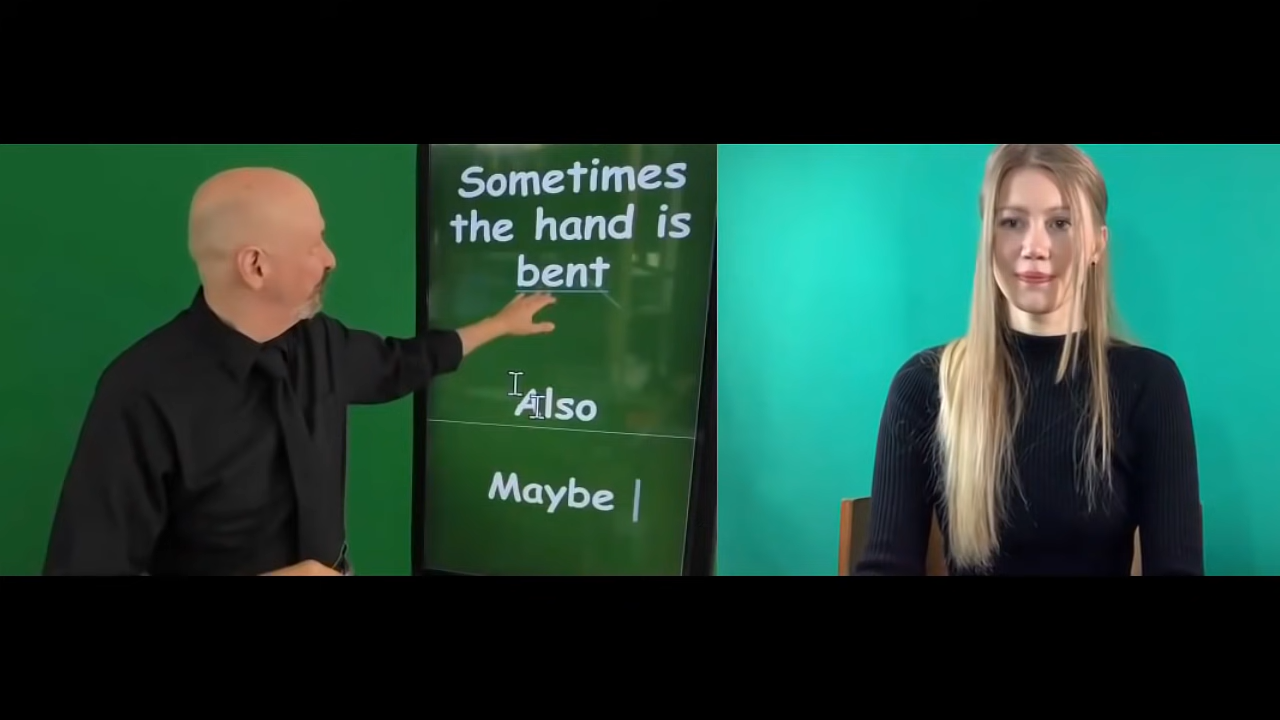 Sometimes
the hand is
bent
Also
Maybe